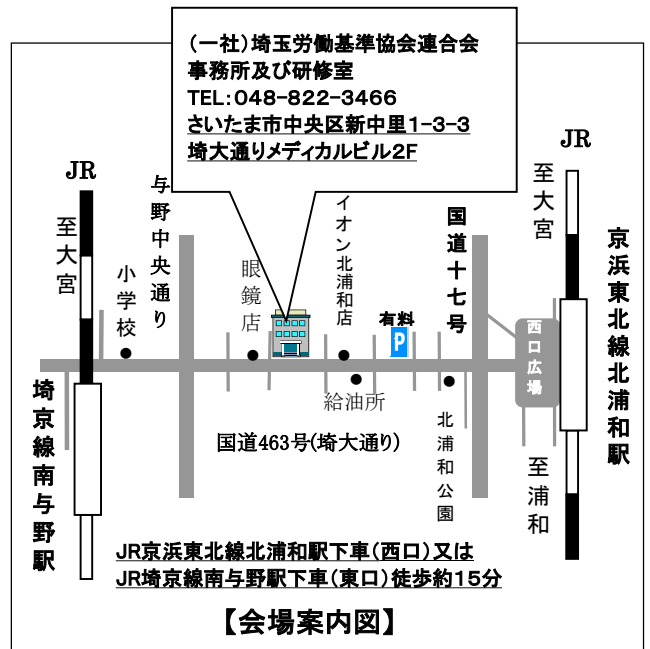 （一社）埼玉労働基準協会連合会
事務所及び研修室
TEL：048-822-3466
さいたま市中央区新中里1-3-3
埼大通りメディカルビル2F
JR
JR
至大宮
与野中央通り
イオン北浦和店
国道十七号
至大宮
京浜東北線北浦和駅
小学校
眼鏡店
有料
P
西口広場
埼京線南与野駅
給油所
国道463号(埼大通り)
北浦和公園
至浦和
JR京浜東北線北浦和駅下車（西口）又は
JR埼京線南与野駅下車（東口）徒歩約15分
【会場案内図】